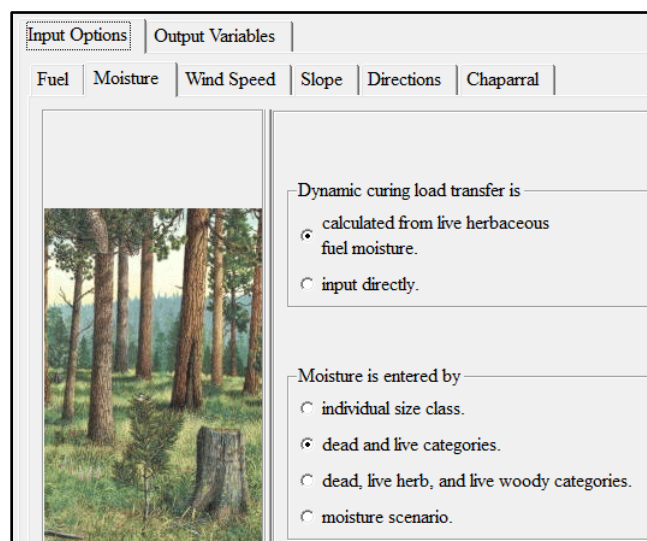 Input Options Output Variables
Fuel Moisture Wind Speed Slope Directions Chaparral
Dynamic curing load transfer is
calculated from live herbaceous
fuel moisture.
input directly.
Moisture is entered by
individual size class.
dead and live categories.
dead, live herb, and live woody categories.
moisture scenario.